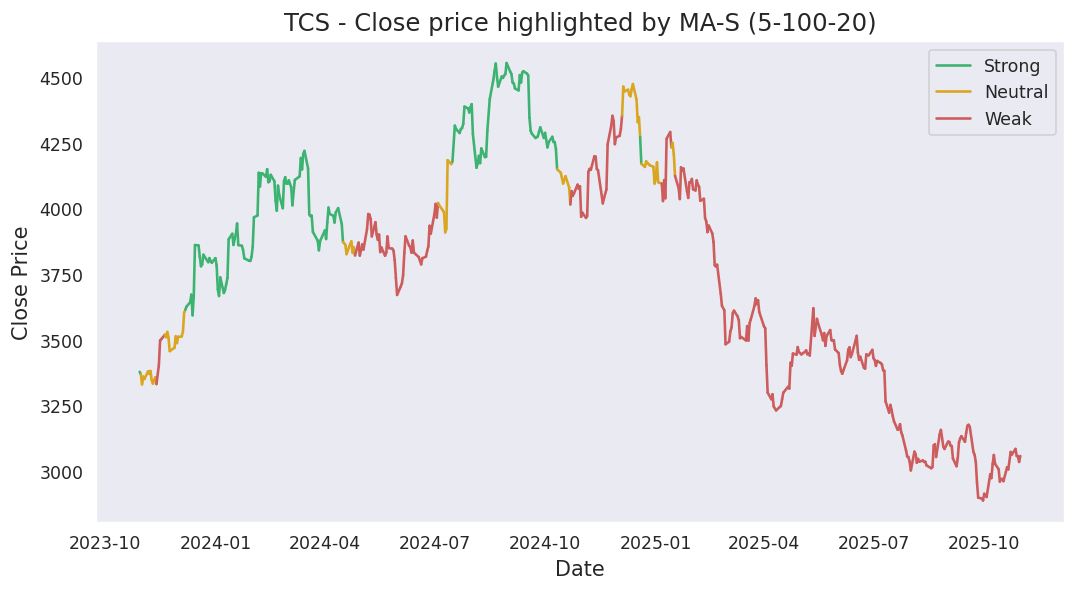 TCS - Close price highlighted by MA-S (5-100-20)
Strong
Neutral
Weak
Close Price
4500
4250
4000
3750
3500
3250
3000
2023-10 2024-01 2024-04 2024-07 2024-10 2025-01 2025-04 2025-07 2025-10
Date